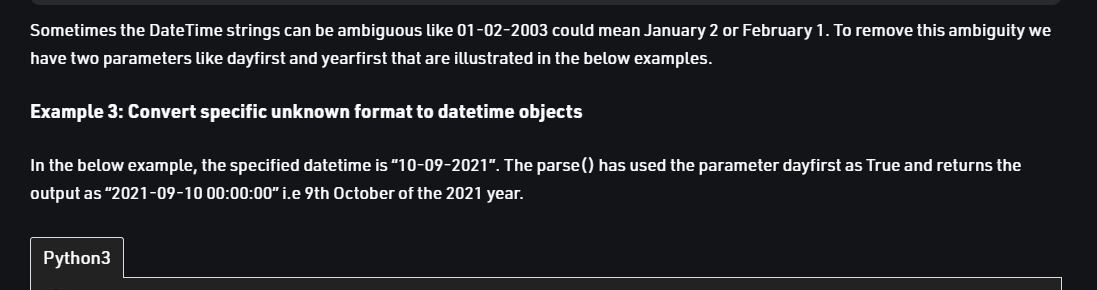 Sometimes the DateTime strings can be ambiguous like 01-02-2003 could mean January 2 or February 1. To remove this ambiguity we
have two parameters like dayfirst and yearfirst that are illustrated in the below examples.
Example 3: Convert specific unknown format to datetime objects
In the below example, the specified datetime is “10-09-2021”. The parse() has used the parameter dayfirst as True and returns the
output as “2021-09-10 00:00:00” i.e 9th October of the 2021 year.
Python3